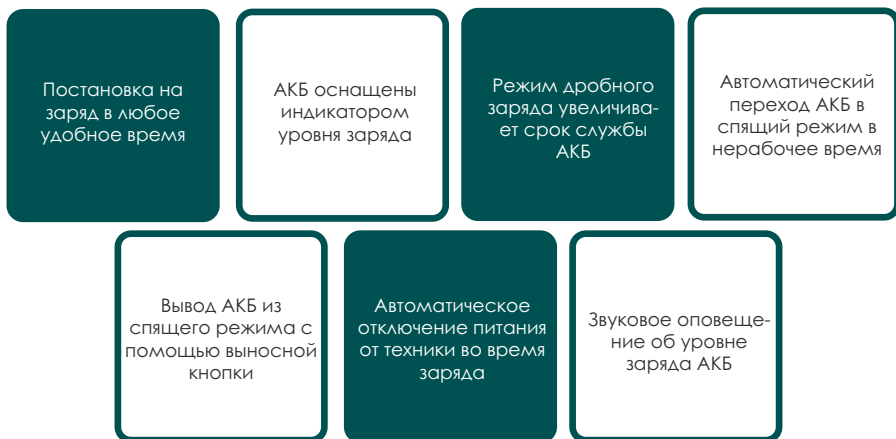 Постановка на
заряд в любое
удобное время
АКБ оснащены
индикатором
уровня заряда
Режим дробного
заряда увеличива-
ет срок службы
АКБ
Автоматический
переход АКБ в
спящий режим в
нерабочее время
Вывод АКБ из
спящего режима с
помощью выносной
кнопки
Автоматическое
отключение питания
от техники во время
заряда
Звуковое оповеще-
ние об уровне
заряда АКБ